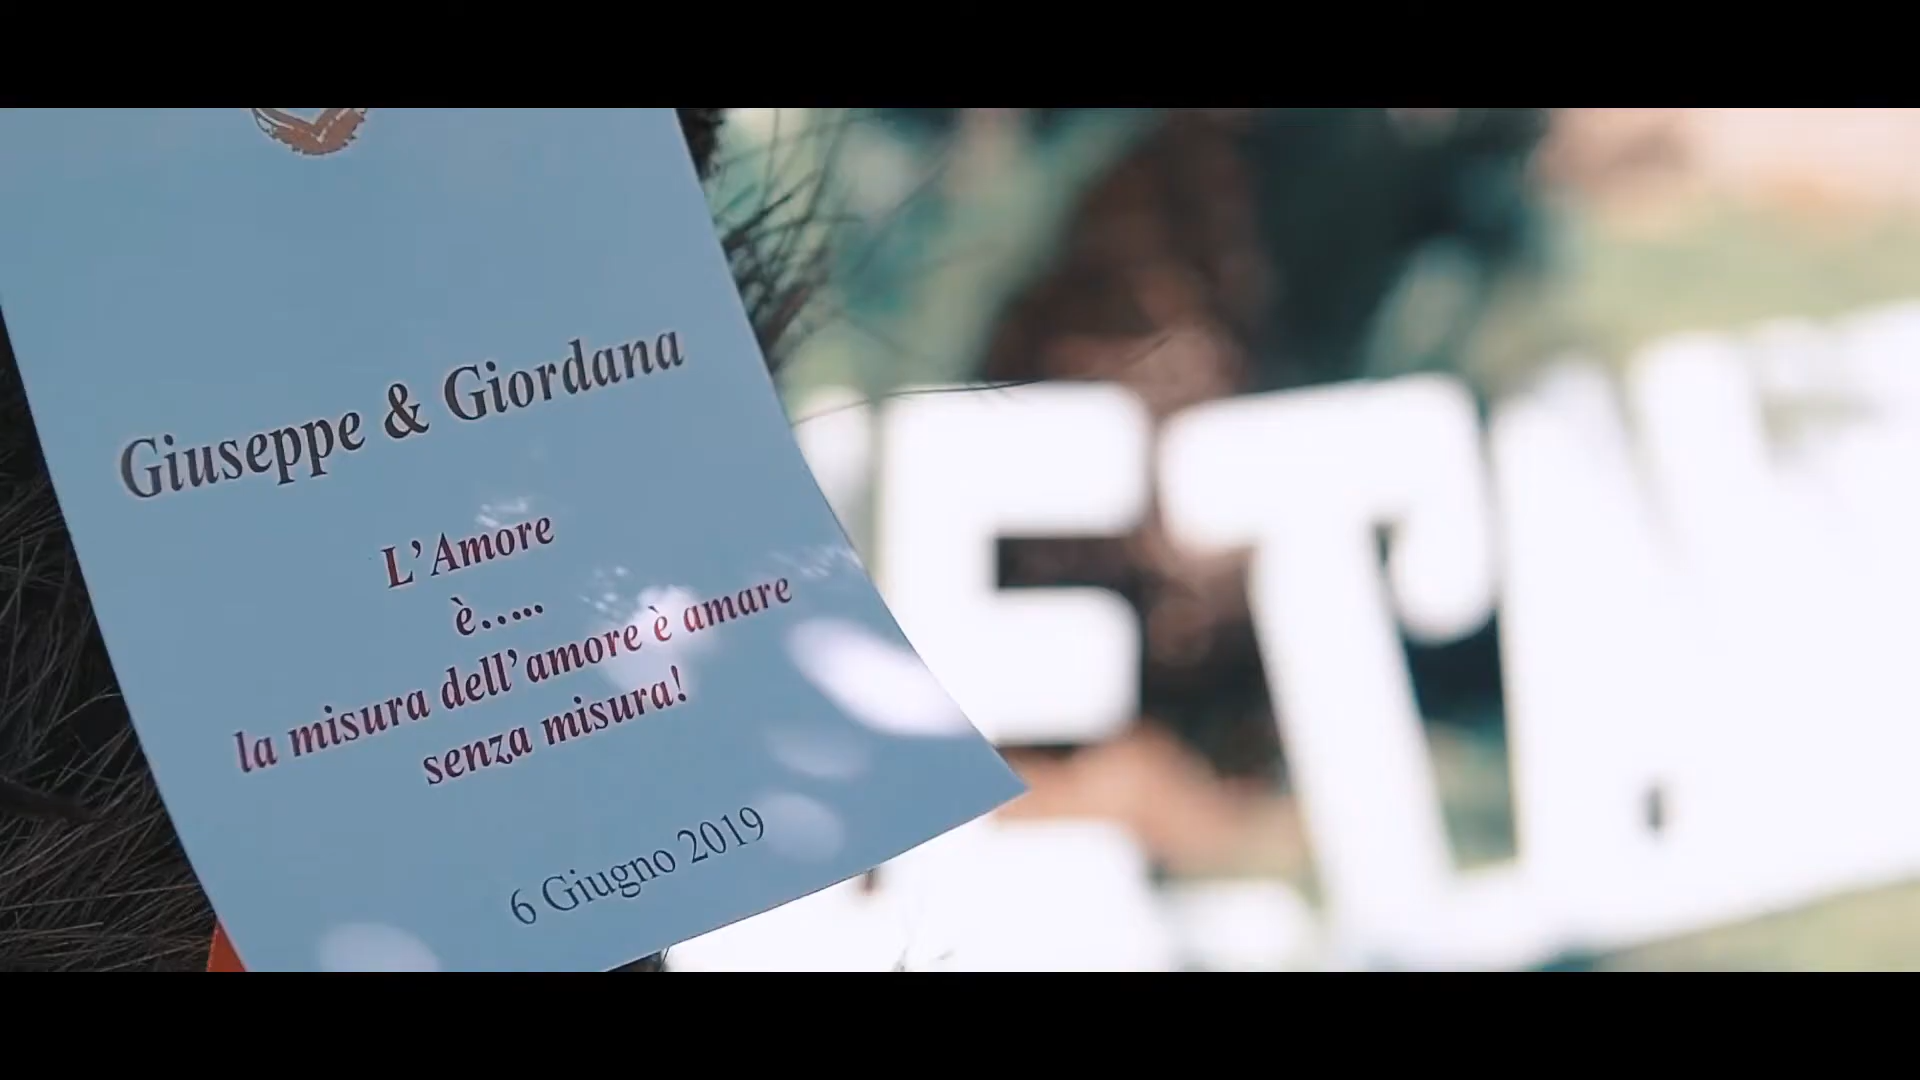 Giuseppe & Giordana
L'Amore
è.....
la misura dell'amore è amare
senza misura!
6 Giugno 2019